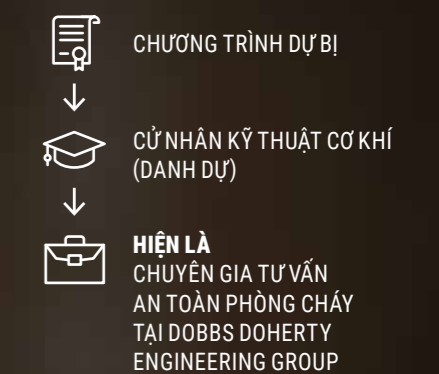 CHƯƠNG TRÌNH DỰ BỊ
CỬ NHÂN KỸ THUẬT CƠ KHÍ
(DANH DỰ)
HIỆN LÀ
CHUYÊN GIA TƯ VẤN
AN TOÀN PHÒNG CHÁY
TẠI DOBBS DOHERTY
ENGINEERING GROUP